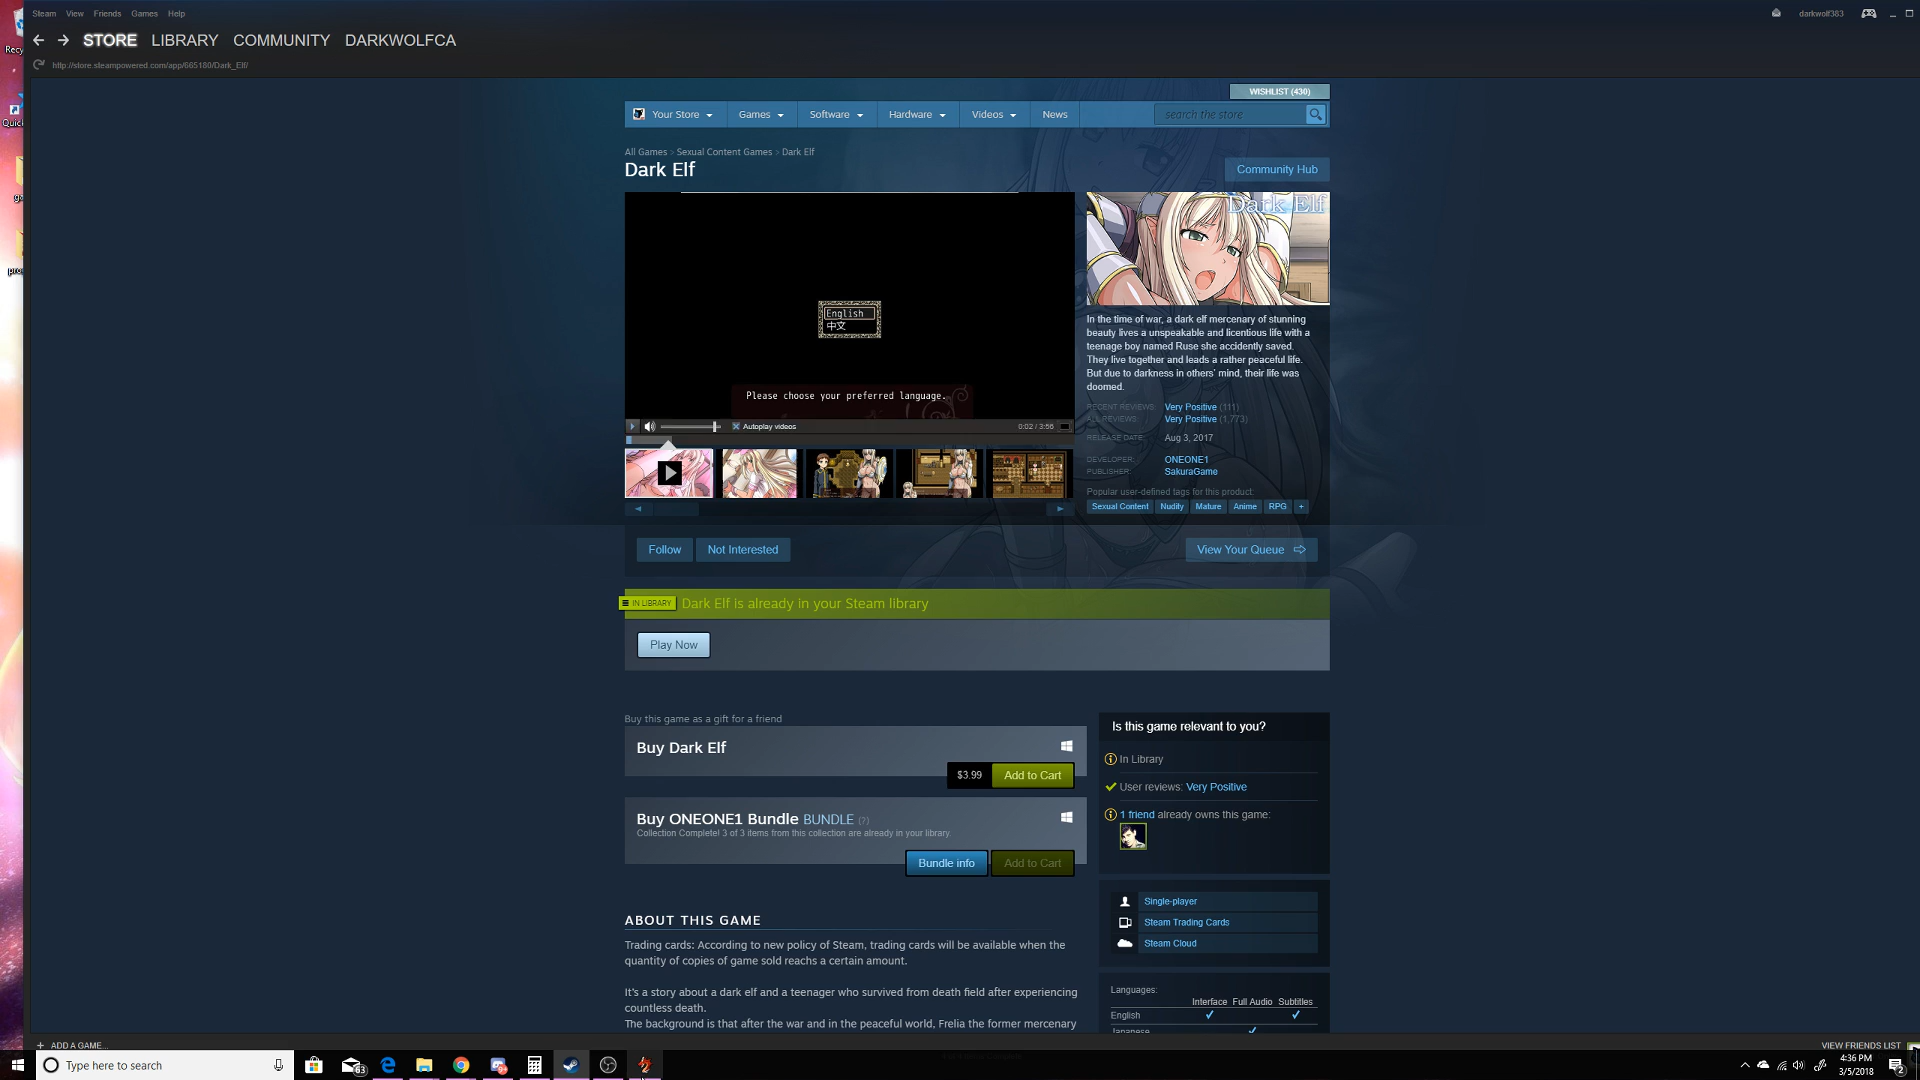 Steam View Friends Games Help
darkwolf383
STORE LIBRARY COMMUNITY DARKWOLFCA
http://store.steampowered.com/app/665180/Dark_Elf/
WISHLIST (430)
Your Store Games Software Hardware Videos News
search the store
All Games > Sexual Content Games > Dark Elf
Dark Elf
Community Hub
English
中文
Please choose your preferred language.
Autoplay videos
0:02 / 3:56
Dark Elf
In the time of war, a dark elf mercenary of stunning
beauty lives a unspeakable and licentious life with a
teenage boy named Ruse she accidently saved.
They live together and leads a rather peaceful life.
But due to darkness in others' mind, their life was
doomed.
RECENT REVIEWS: Very Positive (111)
ALL REVIEWS: Very Positive (1,773)
RELEASE DATE: Aug 3, 2017
DEVELOPER: ONEONE1
PUBLISHER: SakuraGame
Popular user-defined tags for this product:
Sexual Content Nudity Mature Anime RPG +
Follow Not Interested
View Your Queue
IN LIBRARY Dark Elf is already in your Steam library
Play Now
Buy this game as a gift for a friend
Buy Dark Elf
$3.99 Add to Cart
Buy ONEONE1 Bundle BUNDLE (?)
Collection Complete! 3 of 3 items from this collection are already in your library.
Bundle info Add to Cart
Is this game relevant to you?
In Library
User reviews: Very Positive
1 friend already owns this game:
Single-player
Steam Trading Cards
Steam Cloud
Languages:
Interface Full Audio Subtitles
English ✔ ✔
Japanese ✔
ABOUT THIS GAME
Trading cards: According to new policy of Steam, trading cards will be available when the
quantity of copies of game sold reachs a certain amount.
It's a story about a dark elf and a teenager who survived from death field after experiencing
countless death.
The background is that after the war and in the peaceful world, Frelia the former mercenary
+ ADD A GAME...
VIEW FRIENDS LIST
Type here to search
63
4:36 PM
3/5/2018
2